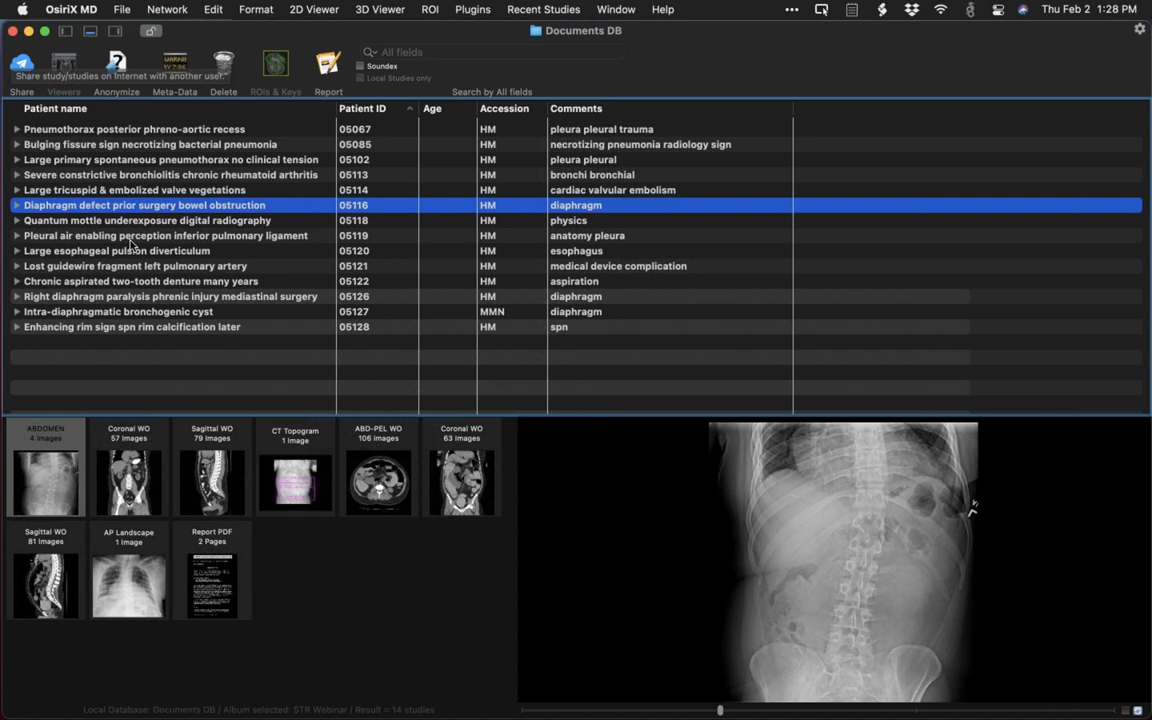 OsiriX MD File Network Edit Format 2D Viewer 3D Viewer ROI Plugins Recent Studies Window Help Thu Feb 2 1:28 PM
Documents DB
All fields
Soundex
Share study/studies on Internet with another user.
Local Studies only
Share Viewers Anonymize Meta-Data Delete ROIs & Keys Report Search by All fields
Patient name Patient ID Age Accession Comments
Pneumothorax posterior phreno-aortic recess 05067 HM pleura pleural trauma
Bulging fissure sign necrotizing bacterial pneumonia 05085 HM necrotizing pneumonia radiology sign
Large primary spontaneous pneumothorax no clinical tension 05102 HM pleura pleural
Severe constrictive bronchiolitis chronic rheumatoid arthritis 05113 HM bronchi bronchial
Large tricuspid & embolized valve vegetations 05114 HM cardiac valvular embolism
Diaphragm defect prior surgery bowel obstruction 05116 HM diaphragm
Quantum mottle underexposure digital radiography 05118 HM physics
Pleural air enabling perception inferior pulmonary ligament 05119 HM anatomy pleura
Large esophageal pulsion diverticulum 05120 HM esophagus
Lost guidewire fragment left pulmonary artery 05121 HM medical device complication
Chronic aspirated two-tooth denture many years 05122 HM aspiration
Right diaphragm paralysis phrenic injury mediastinal surgery 05126 HM diaphragm
Intra-diaphragmatic bronchogenic cyst 05127 MMN diaphragm
Enhancing rim sign spn rim calcification later 05128 HM spn
ABDOMEN Coronal WO Sagittal WO CT Topogram ABD-PEL WO Coronal WO
4 Images 57 Images 79 Images 1 Image 106 Images 63 Images
Sagittal WO AP Landscape Report PDF
81 Images 1 Image 2 Pages
Local Database: Documents DB / Album selected: STR Webinar / Result = 14 studies